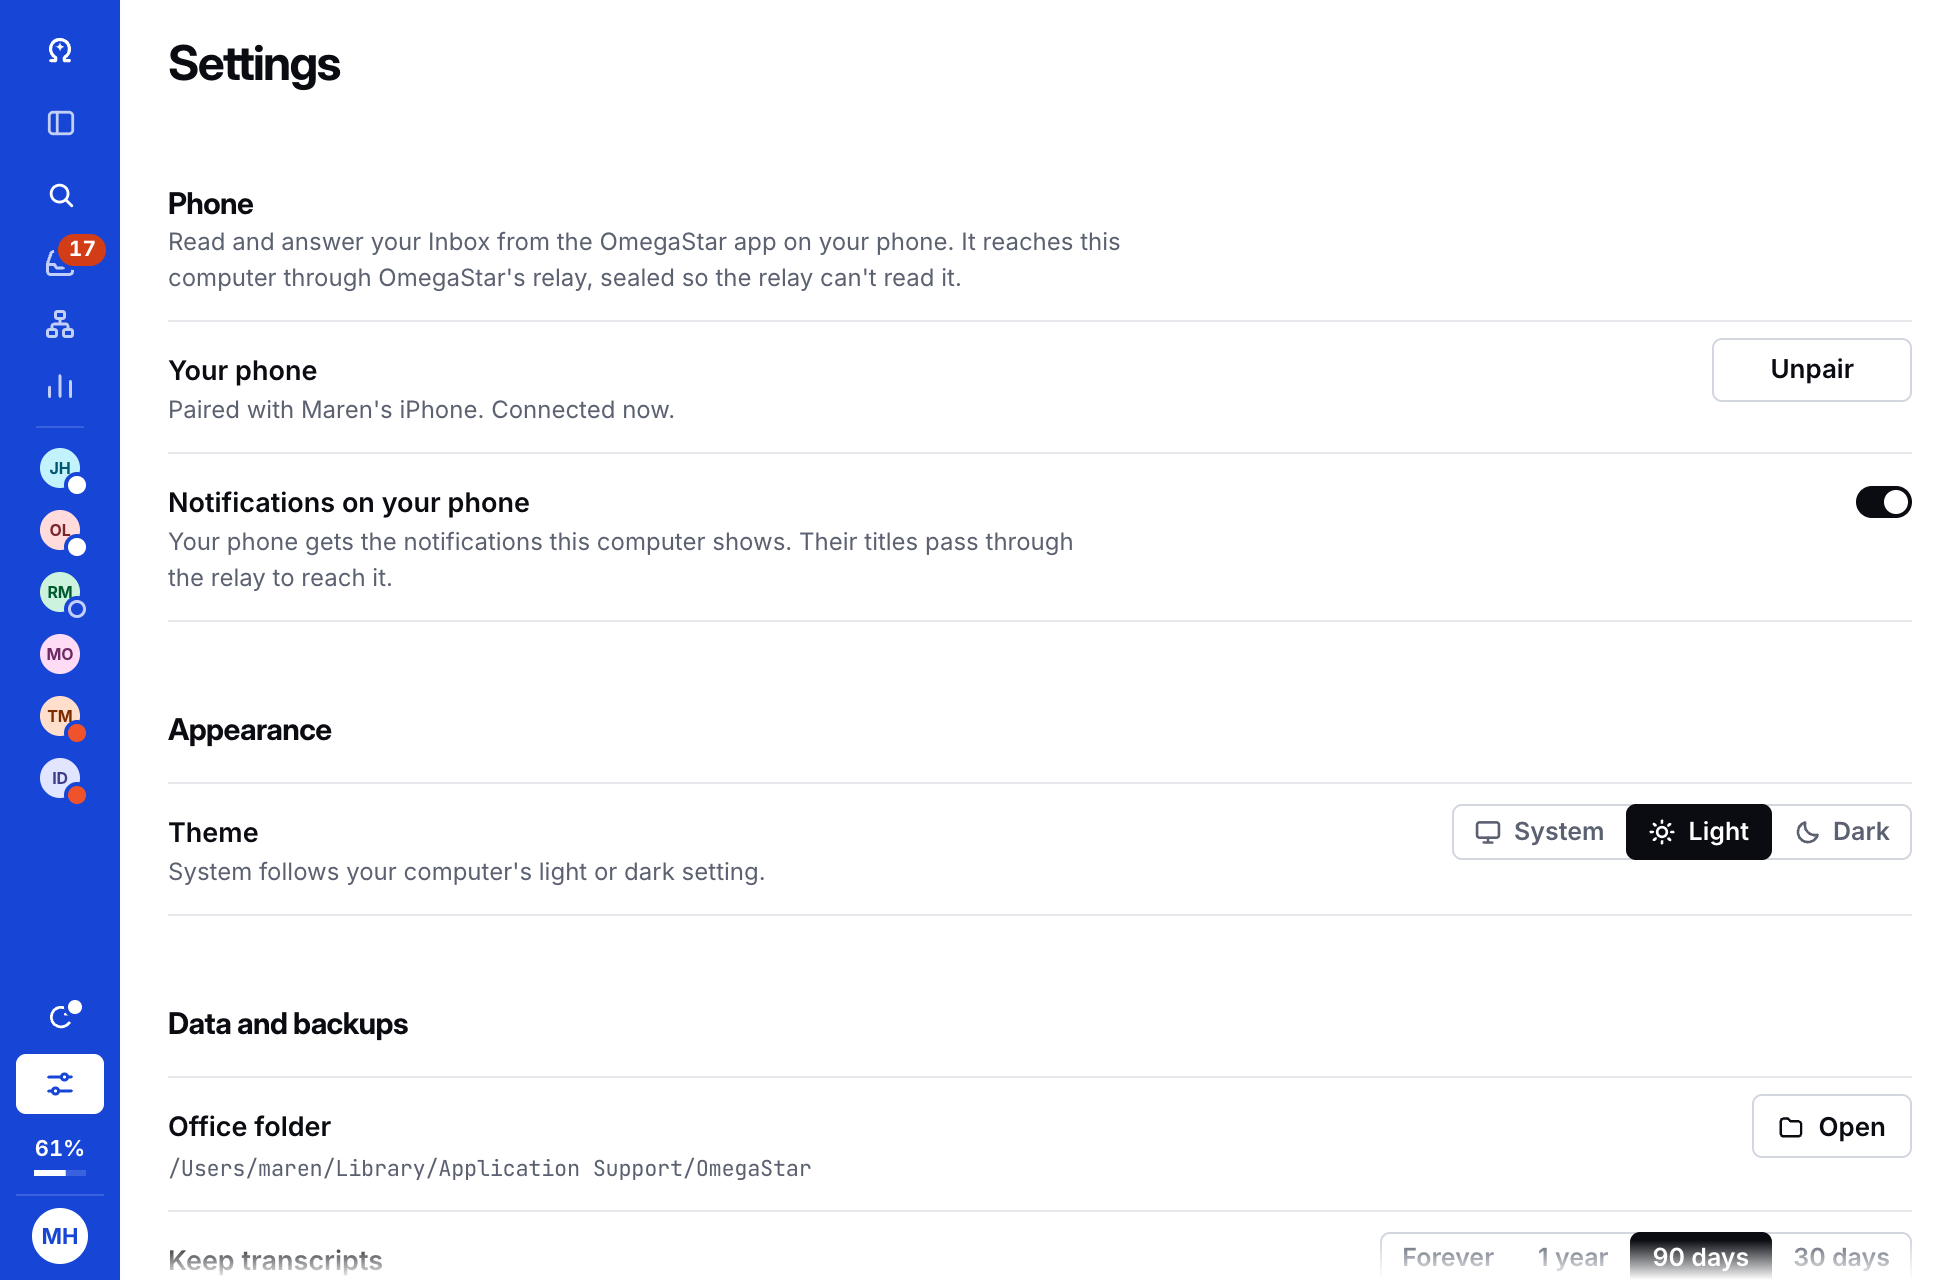 Settings
17
JH
OL
RM
MO
TM
ID
61%
MH
Phone
Read and answer your Inbox from the OmegaStar app on your phone. It reaches this
computer through OmegaStar's relay, sealed so the relay can't read it.
Your phone
Unpair
Paired with Maren's iPhone. Connected now.
Notifications on your phone
Your phone gets the notifications this computer shows. Their titles pass through
the relay to reach it.
Appearance
Theme
System Light Dark
System follows your computer's light or dark setting.
Data and backups
Office folder
Open
/Users/maren/Library/Application Support/OmegaStar
Keep transcripts
Forever 1 year 90 days 30 days